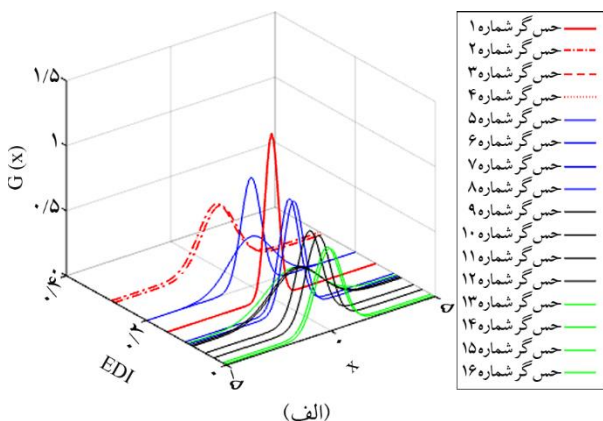 ۱/۵
۱
۰/۵
۰
G (x)
۰/۴
۰/۲
۰
EDI
-۵
۰
۵
x
(الف)
حس گر شماره ۱
حس گر شماره ۲
حس گر شماره ۳
حس گر شماره ۴
حس گر شماره ۵
حس گر شماره ۶
حس گر شماره ۷
حس گر شماره ۸
حس گر شماره ۹
حس گر شماره ۱۰
حس گر شماره ۱۱
حس گر شماره ۱۲
حس گر شماره ۱۳
حس گر شماره ۱۴
حس گر شماره ۱۵
حس گر شماره ۱۶